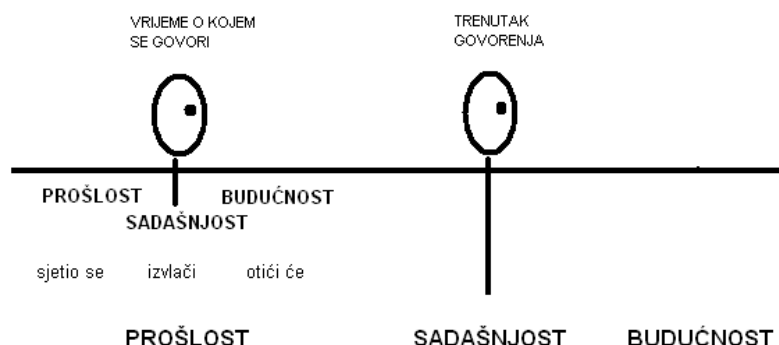 VRIJEME O KOJEM
SE GOVORI
TRENUTAK
GOVORENJA
PROŠLOST
BUDUĆNOST
SADAŠNJOST
sjetio se izvlači otići će
PROŠLOST SADAŠNJOST BUDUĆNOST